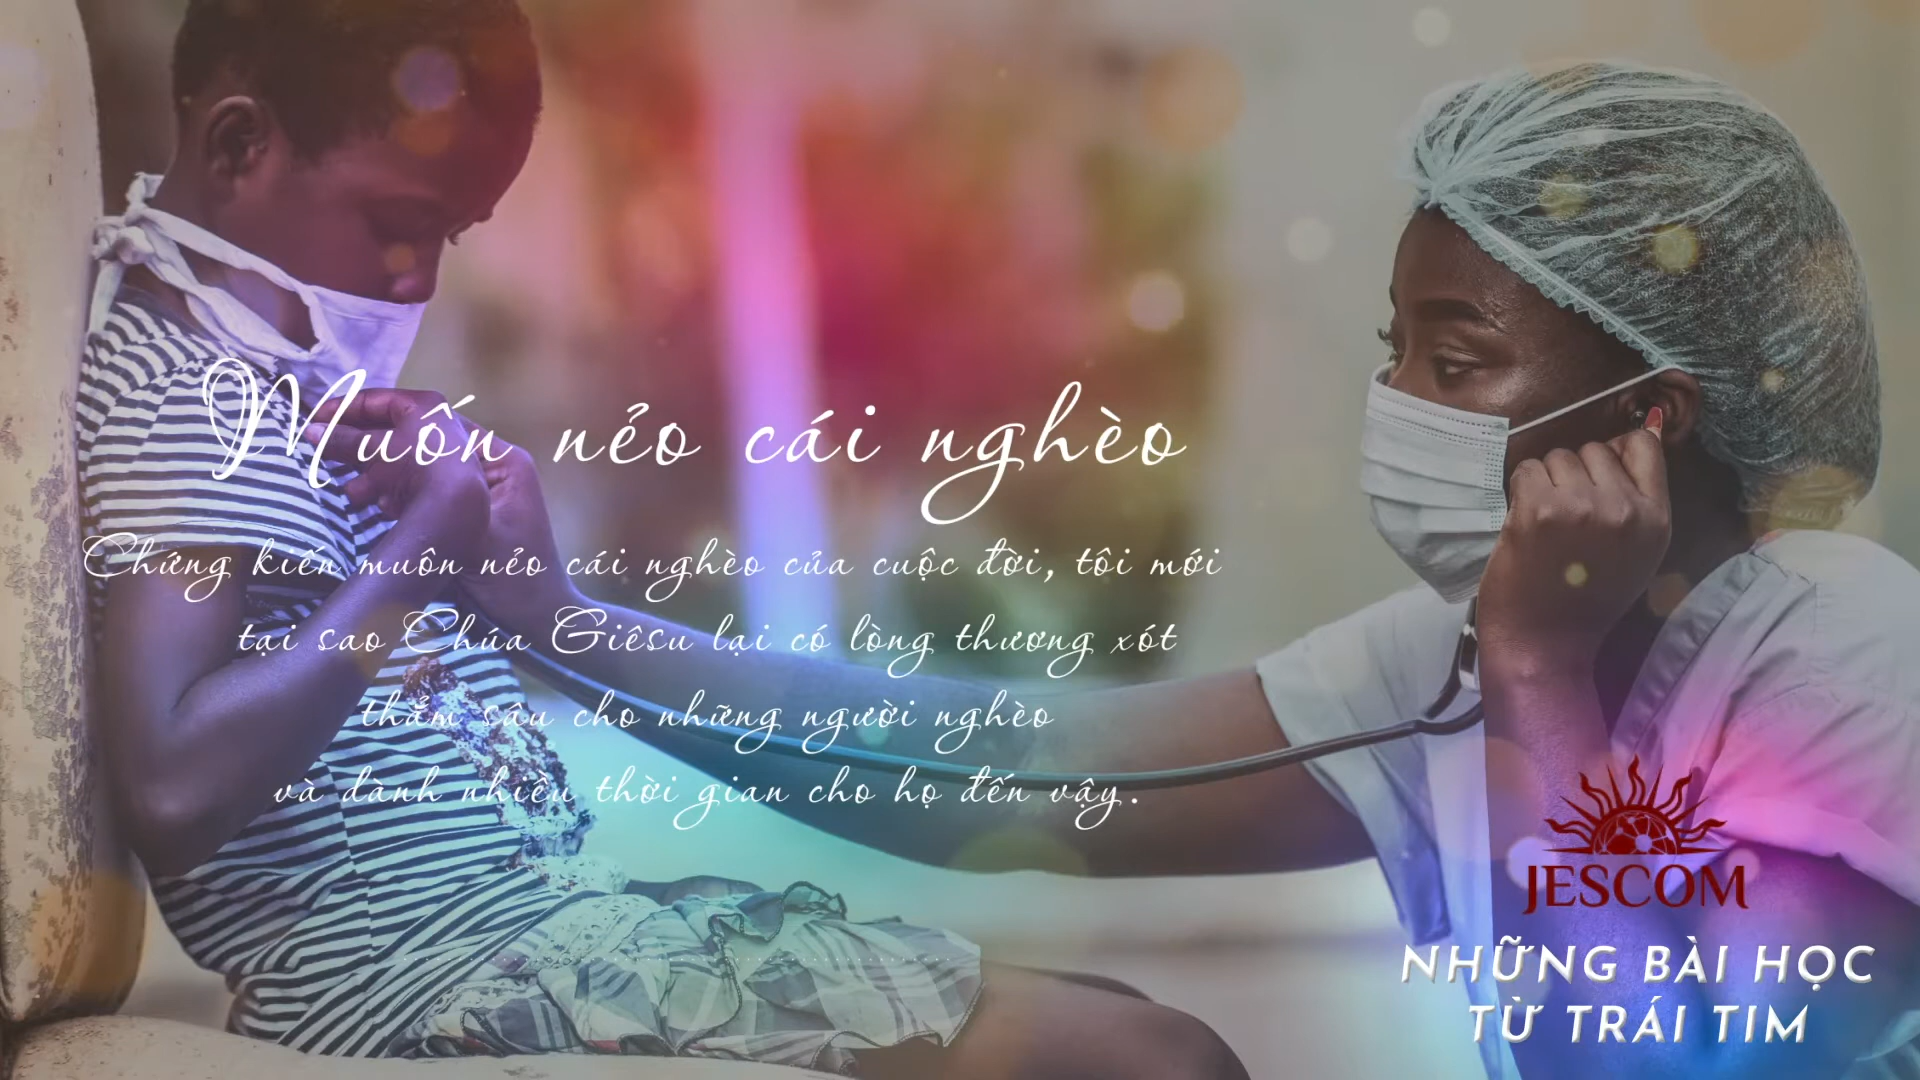 Muốn nẻo cái nghèo
Chứng kiến muôn nẻo cái nghèo của cuộc đời, tôi mới
tại sao Chúa Giêsu lại có lòng thương xót
thẳm sâu cho những người nghèo
và dành nhiều thời gian cho họ đến vậy.
JESCOM
NHỮNG BÀI HỌC
TỪ TRÁI TIM